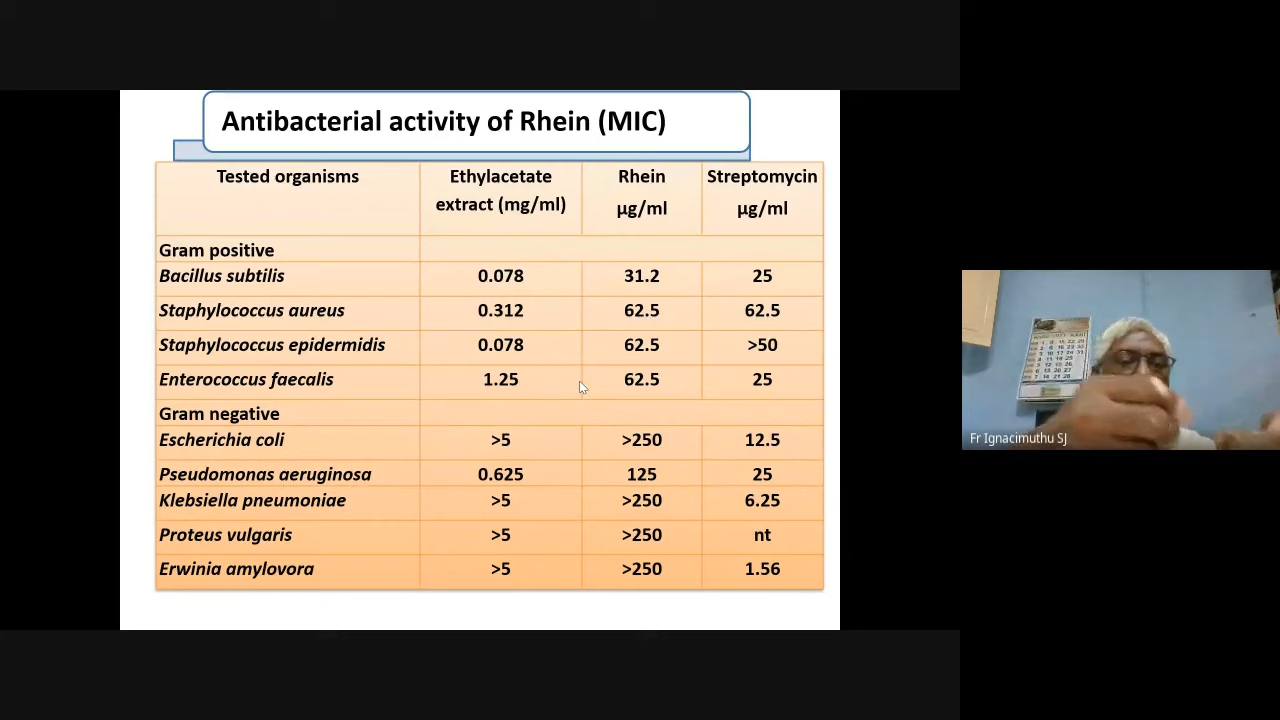 Antibacterial activity of Rhein (MIC)
Tested organisms Ethylacetate extract (mg/ml) Rhein µg/ml Streptomycin µg/ml
Gram positive
Bacillus subtilis 0.078 31.2 25
Staphylococcus aureus 0.312 62.5 62.5
Staphylococcus epidermidis 0.078 62.5 >50
Enterococcus faecalis 1.25 62.5 25
Gram negative
Escherichia coli >5 >250 12.5
Pseudomonas aeruginosa 0.625 125 25
Klebsiella pneumoniae >5 >250 6.25
Proteus vulgaris >5 >250 nt
Erwinia amylovora >5 >250 1.56
Fr Ignacimuthu SJ